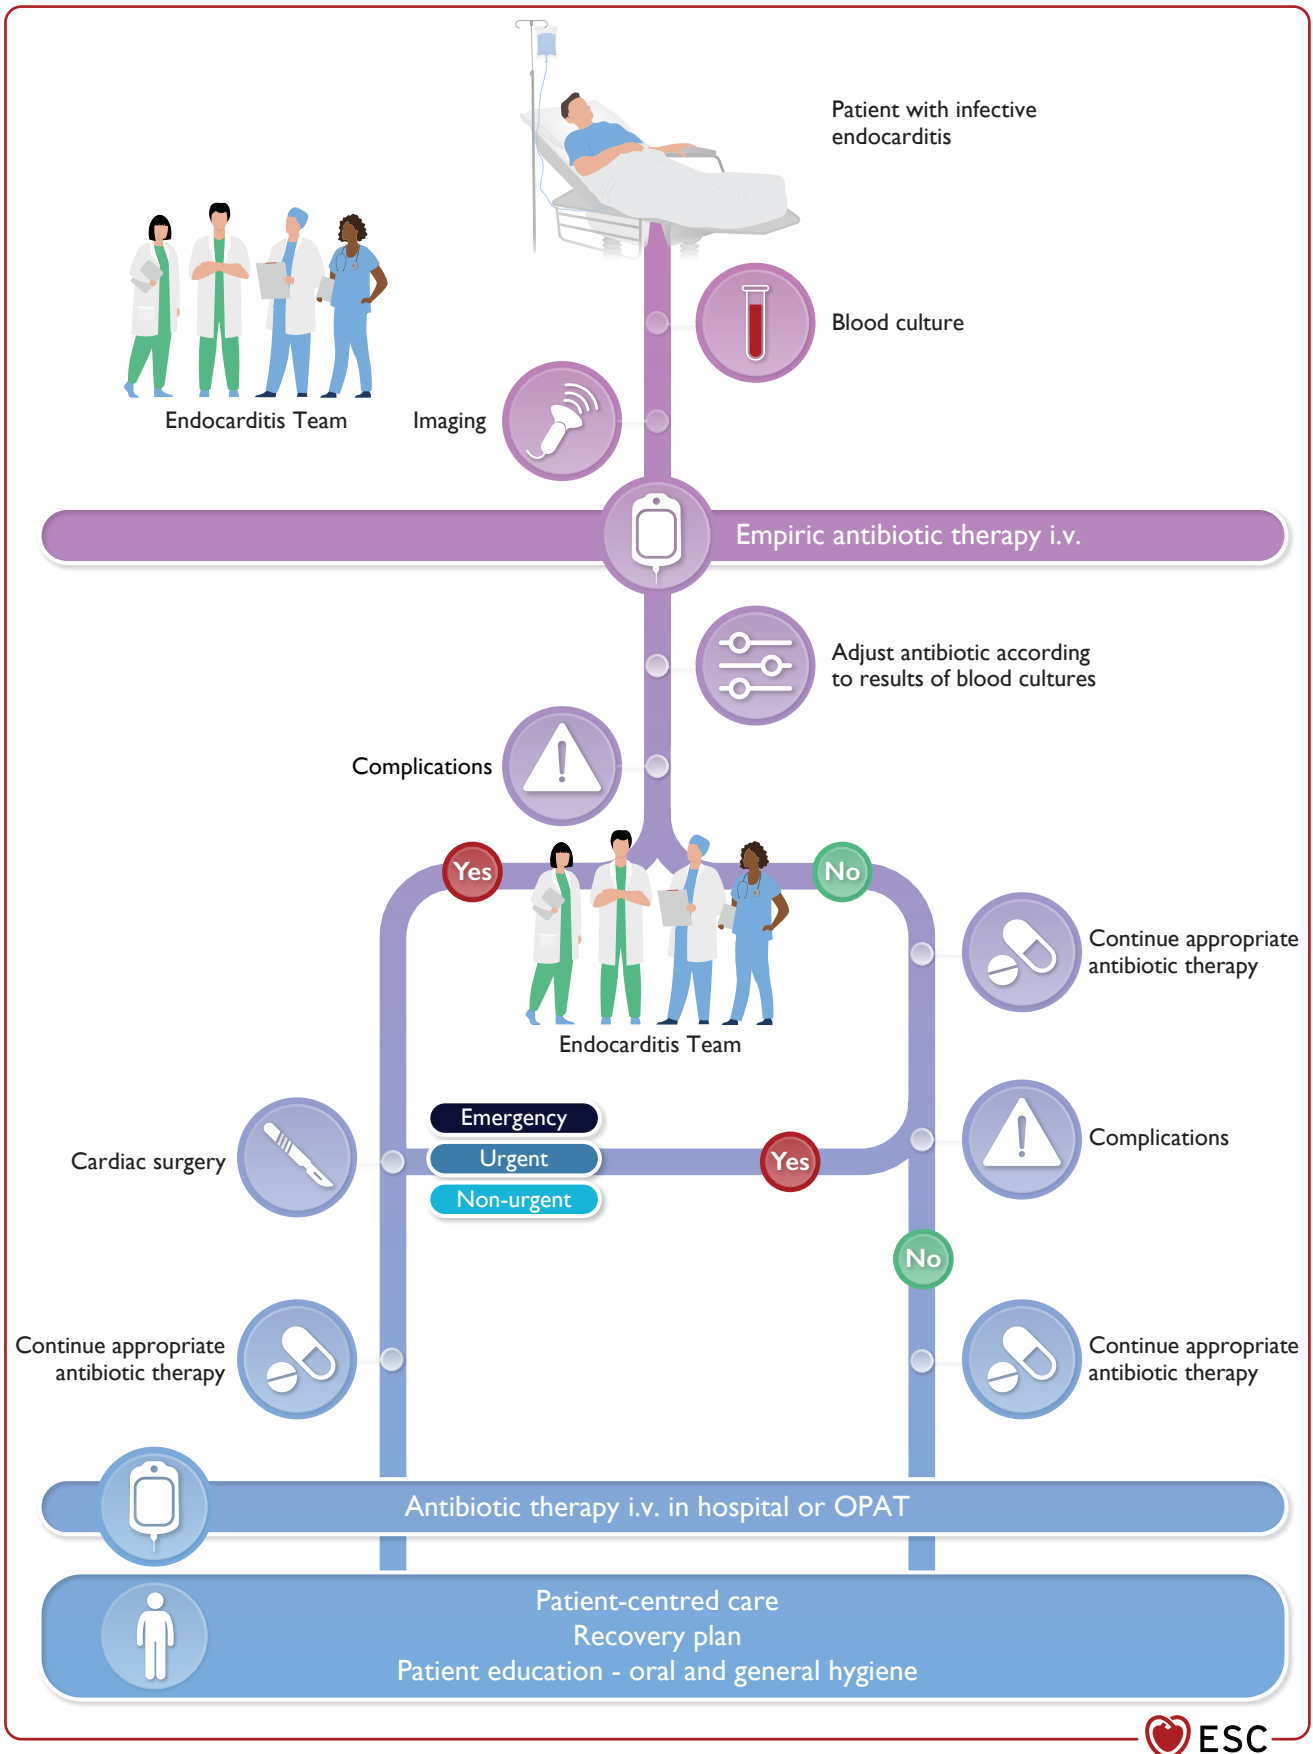 Patient with infective
endocarditis
Blood culture
Endocarditis Team
Imaging
Empiric antibiotic therapy i.v.
Adjust antibiotic according
to results of blood cultures
Complications
Yes
No
Continue appropriate
antibiotic therapy
Endocarditis Team
Emergency
Urgent
Non-urgent
Cardiac surgery
Yes
Complications
No
Continue appropriate
antibiotic therapy
Continue appropriate
antibiotic therapy
Antibiotic therapy i.v. in hospital or OPAT
Patient-centred care
Recovery plan
Patient education - oral and general hygiene
ESC